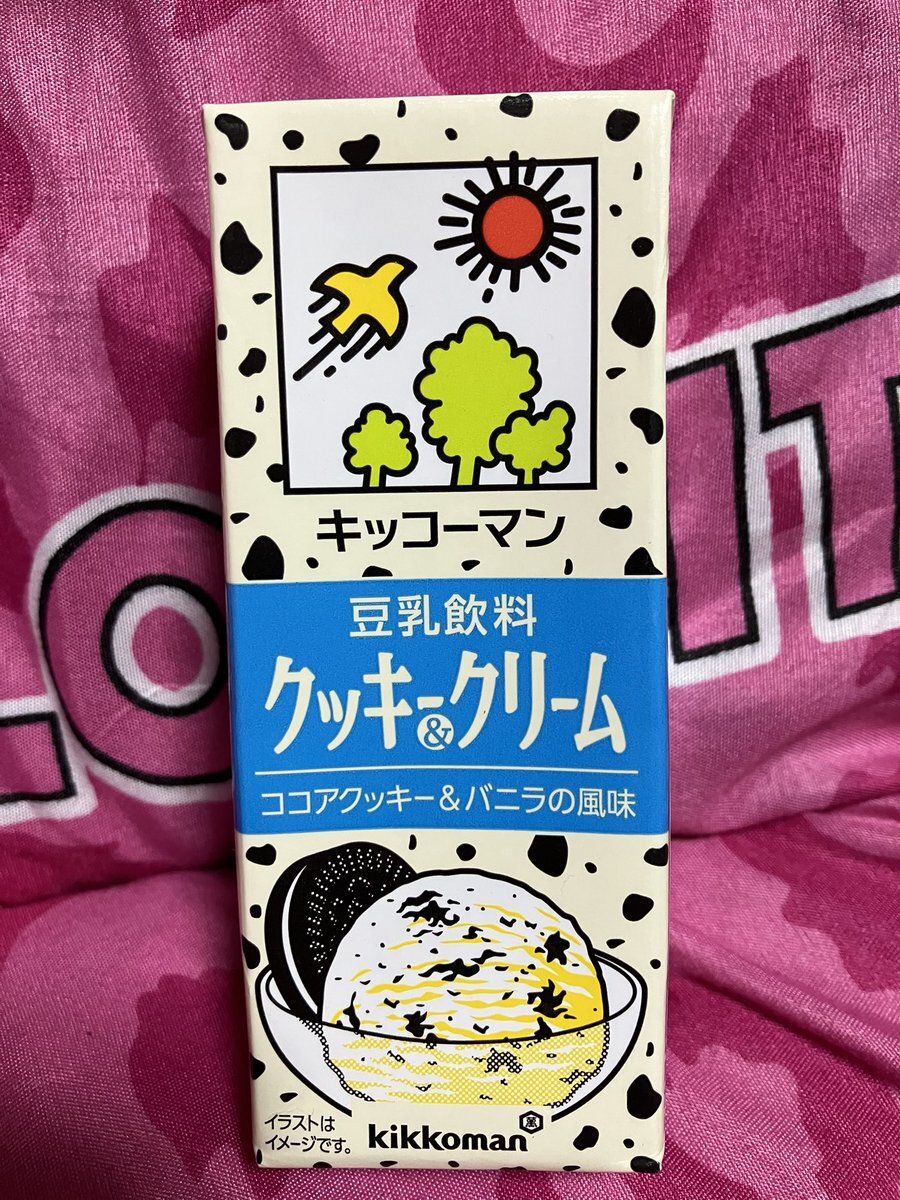 キッコーマン
豆乳飲料
クッキー&クリーム
ココアクッキー&バニラの風味
イラストは
イメージです。
kikkoman